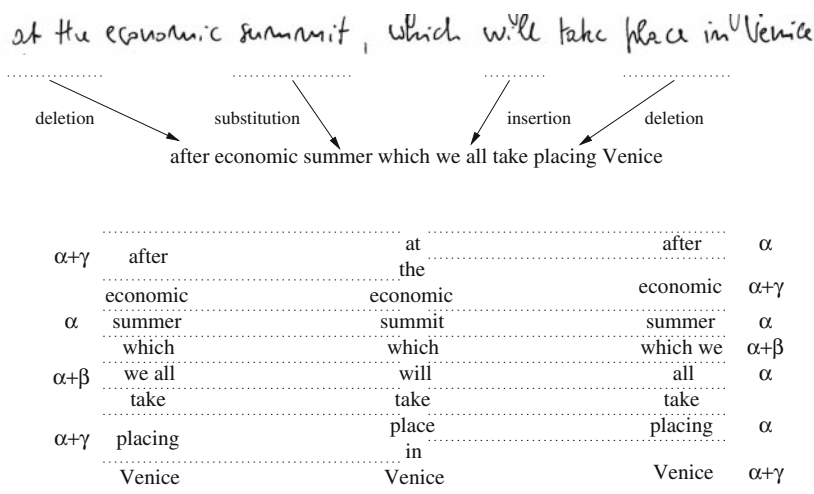 at the economic summit, which will take place in Venice
deletion substitution insertion deletion
after economic summer which we all take placing Venice
at
α+γ after after α
the
economic α+γ
economic economic
α summer summit summer α
which which which we α+β
α+β we all will all α
take take take
place placing α
α+γ placing
in
Venice Venice Venice α+γ